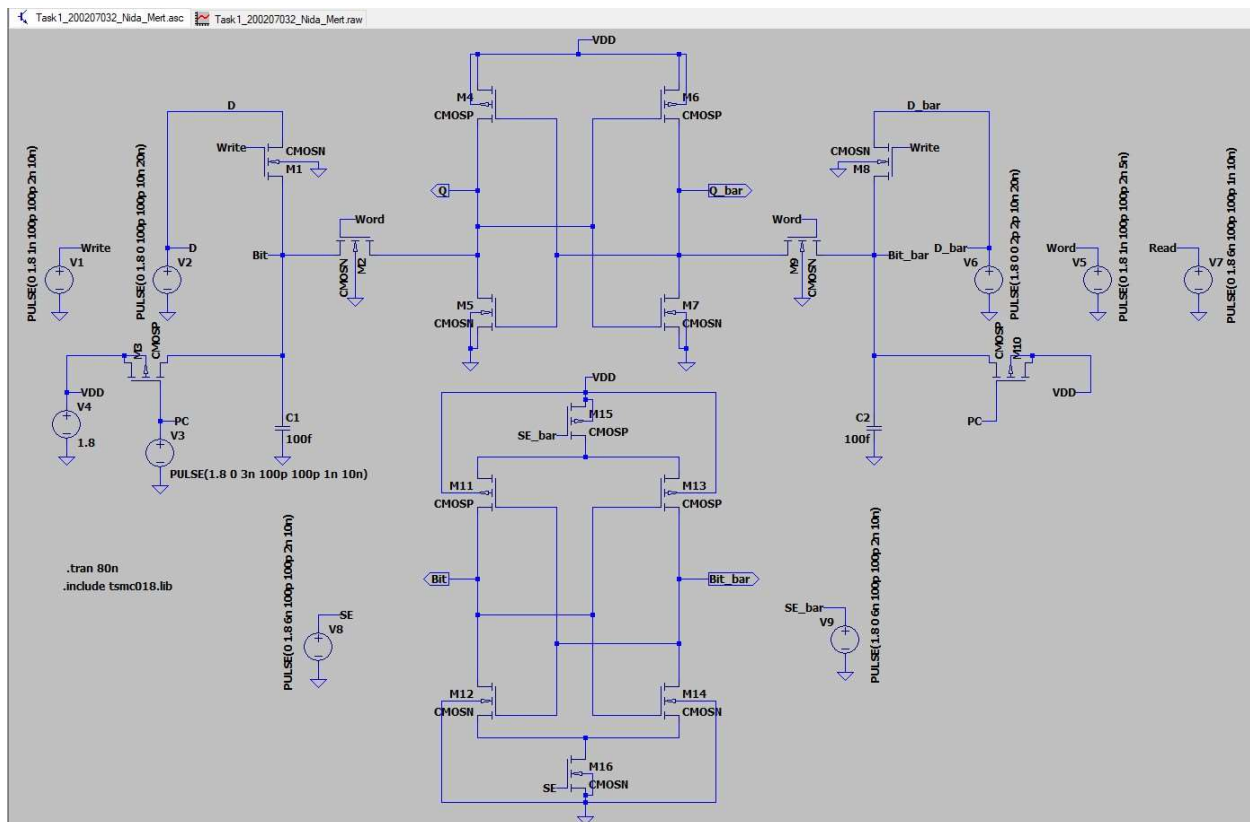 Task1_200207032_Nida_Mert.asc
Task1_200207032_Nida_Mert.raw
VDD
M4
CMOSP
M6
CMOSP
D
D_bar
Write
CMOSN
M1
CMOSN
Write
M8
PULSE(0 1.8 1n 100p 100p 2n 10n)
Write
V1
PULSE(0 1.8 0 100p 100p 10n 20n)
D
V2
Q
Q_bar
Word
Bit
CMOSN
M2
Word
M9
CMOSN
Bit_bar
D_bar
V6
PULSE(1.8 0 0 2p 2p 10n 20n)
Word
V5
PULSE(0 1.8 1n 100p 100p 2n 5n)
Read
V7
PULSE(0 1.8 6n 100p 100p 1n 10n)
M5
CMOSN
M7
CMOSN
M3
CMOSP
VDD
V4
1.8
PC
V3
PULSE(1.8 0 3n 100p 100p 1n 10n)
C1
100f
C2
100f
CMOSP
M10
VDD
PC
VDD
M15
SE_bar
CMOSP
M11
CMOSP
M13
CMOSP
Bit
Bit_bar
.tran 80n
.include tsmc018.lib
PULSE(0 1.8 6n 100p 100p 2n 10n)
SE
V8
SE_bar
V9
PULSE(1.8 0 6n 100p 100p 2n 10n)
M12
CMOSN
M14
CMOSN
M16
SE
CMOSN